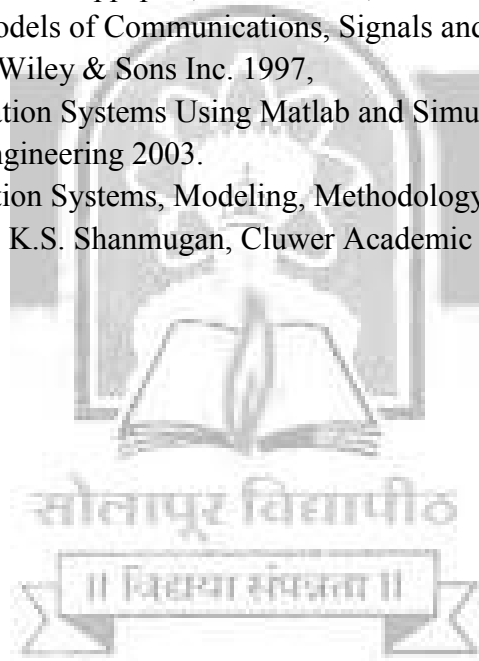 odels of Communications, Signals and
Wiley & Sons Inc. 1997,
ation Systems Using Matlab and Simu
ngineering 2003.
tion Systems, Modeling, Methodology
K.S. Shanmugan, Cluwer Academic
सोलापूर विद्यापीठ
॥ विद्यया संपन्नता ॥